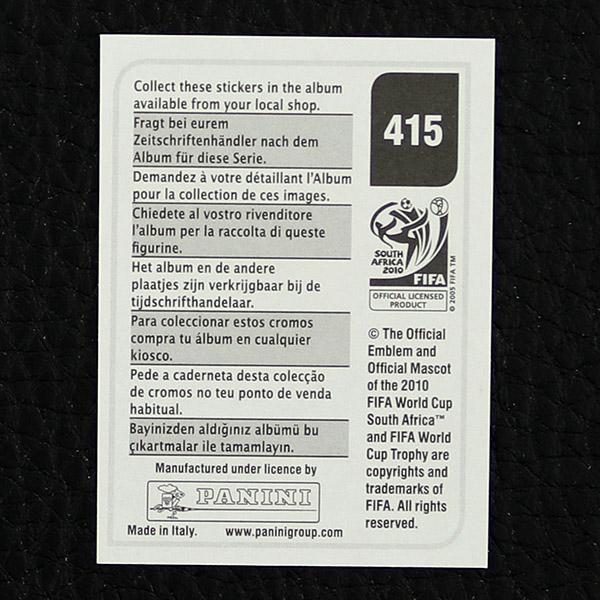 Collect these stickers in the album
available from your local shop.
Fragt bei eurem
Zeitschriftenhändler nach dem
Album für diese Serie.
Demandez à votre détaillant l'Album
pour la collection de ces images.
Chiedete al vostro rivenditore
l'album per la raccolta di queste
figurine.
Het album en de andere
plaatjes zijn verkrijgbaar bij de
tijdschrifthandelaar.
Para coleccionar estos cromos
compra tu álbum en cualquier
kiosco.
Pede a caderneta desta colecção
de cromos no teu ponto de venda
habitual.
Bayinizden aldığınız albümü bu
çıkartmalar ile tamamlayın.
Manufactured under licence by
PANINI
Made in Italy. www.paninigroup.com
415
SOUTH
AFRICA
2010
FIFA
OFFICIAL LICENSED
PRODUCT
© 2005 FIFA TM
© The Official
Emblem and
Official Mascot
of the 2010
FIFA World Cup
South Africa™
and FIFA World
Cup Trophy are
copyrights and
trademarks of
FIFA. All rights
reserved.